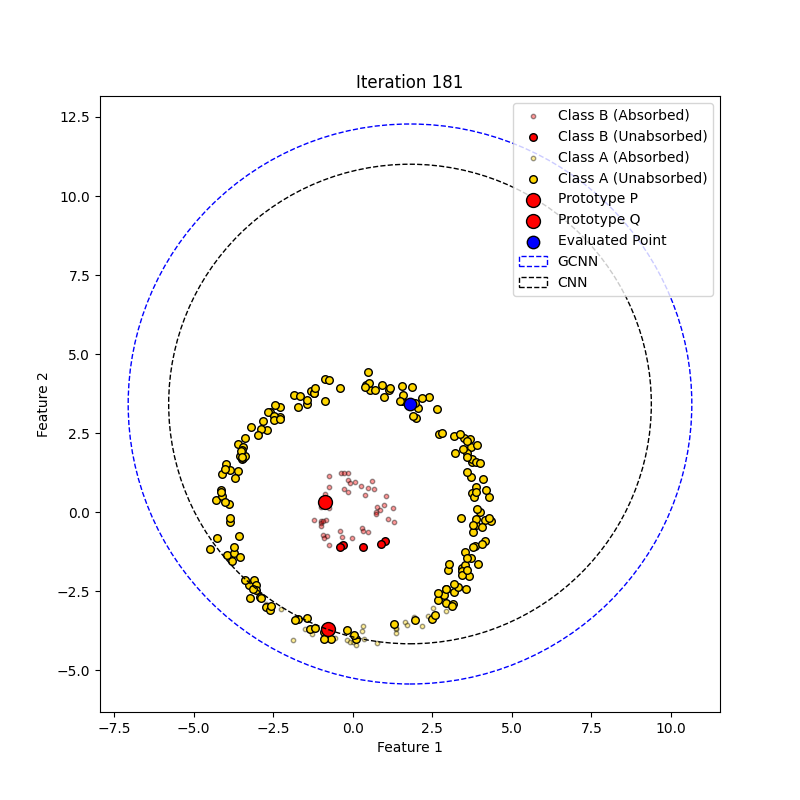 Iteration 181
Class B (Absorbed)
Class B (Unabsorbed)
Class A (Absorbed)
Class A (Unabsorbed)
Prototype P
Prototype Q
Evaluated Point
GCNN
CNN
12.5
10.0
7.5
5.0
2.5
0.0
−2.5
−5.0
Feature 2
−7.5 −5.0 −2.5 0.0 2.5 5.0 7.5 10.0
Feature 1